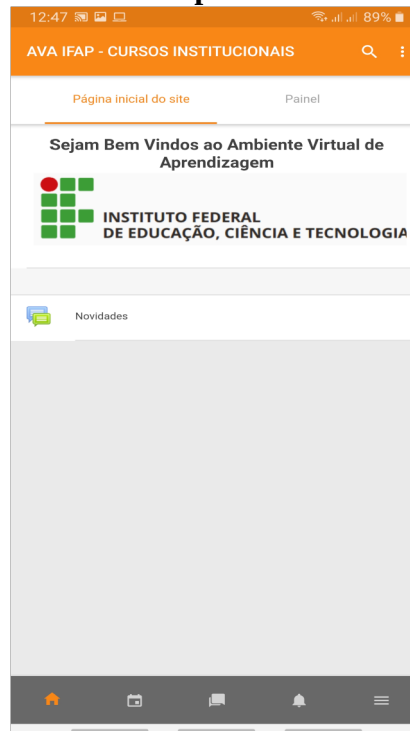 12:47 89%
AVA IFAP - CURSOS INSTITUCIONAIS
Página inicial do site Painel
Sejam Bem Vindos ao Ambiente Virtual de
Aprendizagem
INSTITUTO FEDERAL
DE EDUCAÇÃO, CIÊNCIA E TECNOLOGIA
Novidades